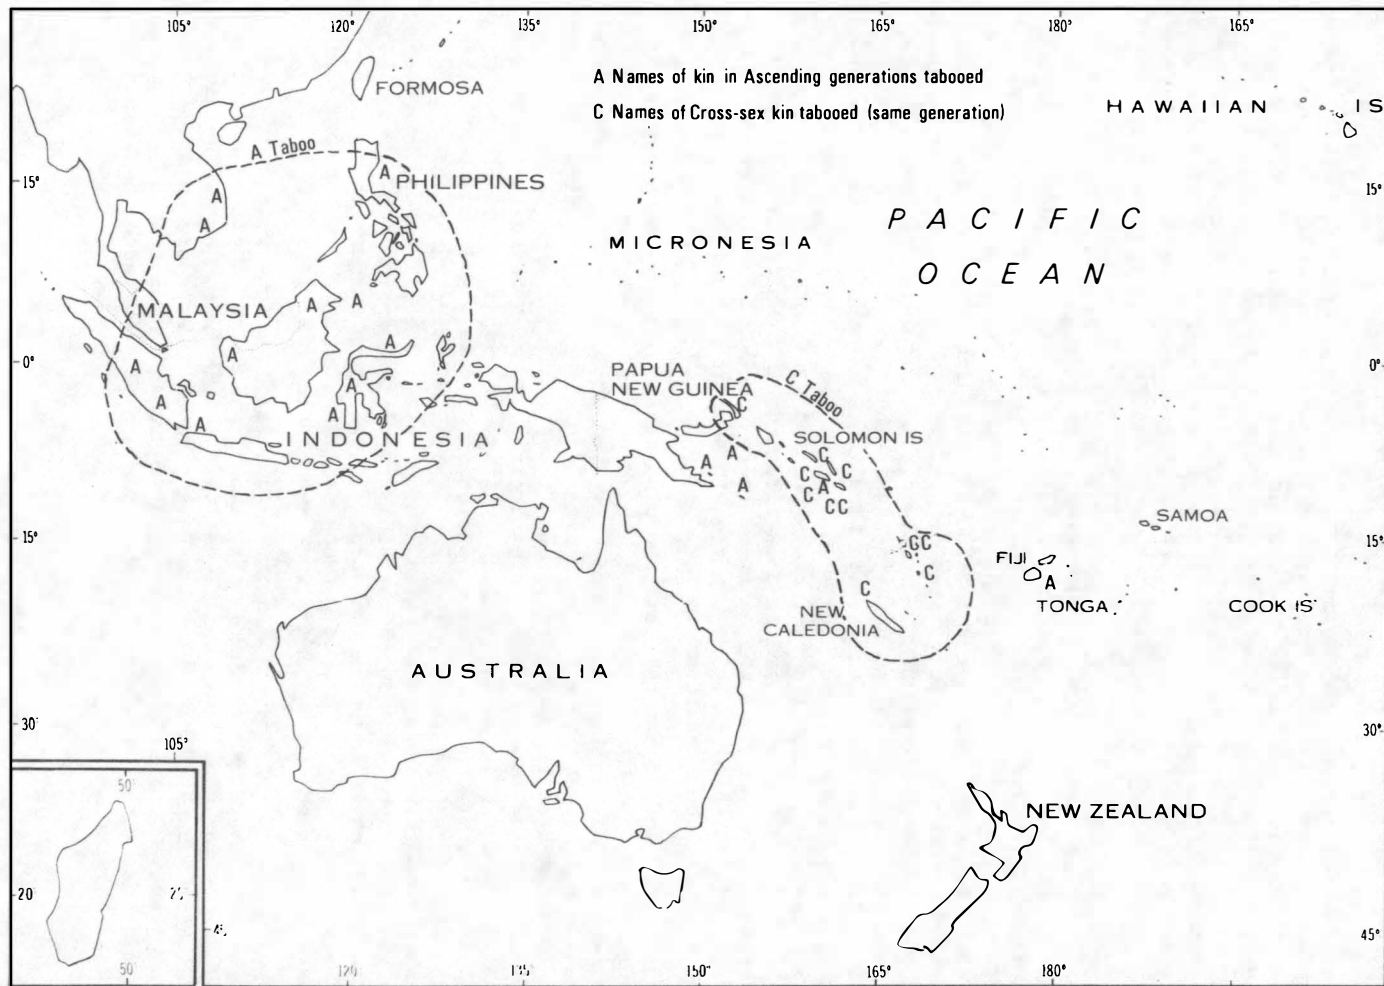 105° 120° 135° 150° 165° 180° 165°
A Names of kin in Ascending generations tabooed
C Names of Cross-sex kin tabooed (same generation)
FORMOSA
HAWAIIAN IS
A Taboo
15° PHILIPPINES 15°
A
A
A
PACIFIC
OCEAN
MICRONESIA
MALAYSIA
A A
A
A
0° 0°
A
A
A
A
A
PAPUA
NEW GUINEA
C Taboo
C C
INDONESIA
SOLOMON IS
A
A
A
C
C C
C A
C C
15° 15°
SAMOA
C C
C
C
FIJI
A
TONGA
COOK IS
NEW
CALEDONIA
AUSTRALIA
30° 30°
105°
50
NEW ZEALAND
20
45°
50
120° 150° 165° 180°